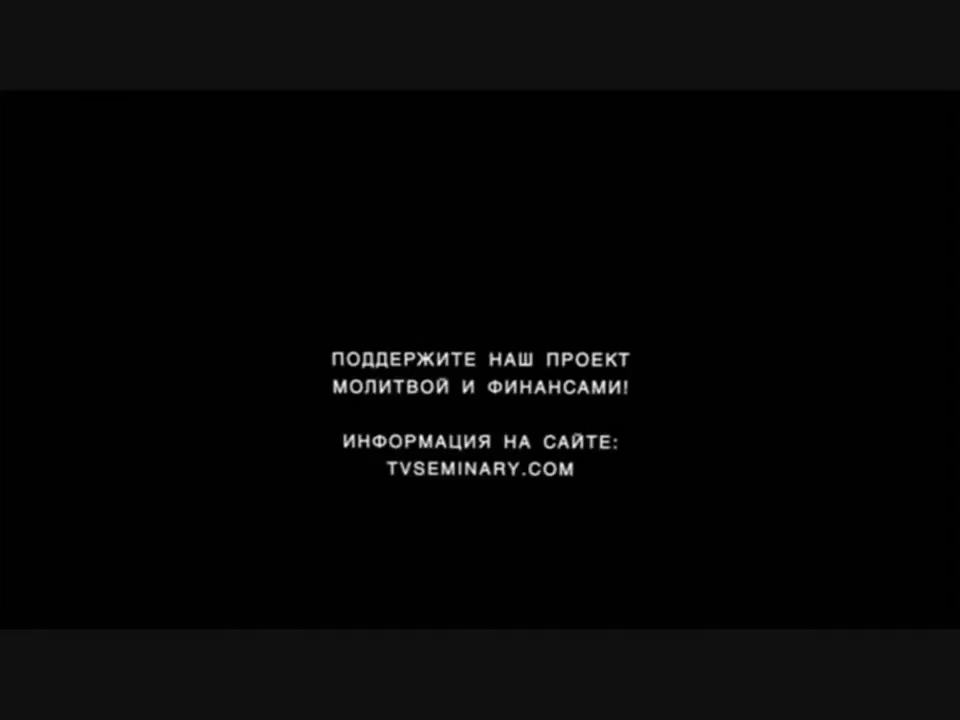 ПОДДЕРЖИТЕ НАШ ПРОЕКТ
МОЛИТВОЙ И ФИНАНСАМИ!
ИНФОРМАЦИЯ НА САЙТЕ:
TVSEMINARY.COM